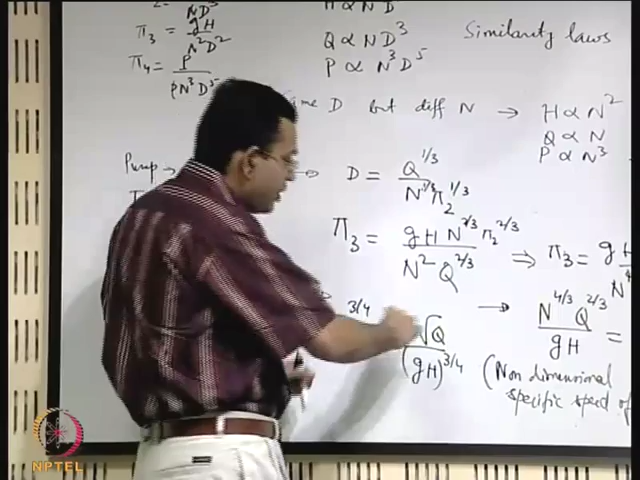 ND³
H ∝ N D
π₃ = gH / N²D²
Q ∝ ND³
Similarity laws
π₄ = P / ρN³D⁵
P ∝ N³D⁵
D but diff N → H ∝ N²
Q ∝ N
P ∝ N³
Pump →
D = Q^1/3 / N^1/3 π₂^1/3
π₃ = gH N^2/3 π₂^2/3 / N² Q^2/3 ⇒ π₃ =
3/4
√Q / (gH)^3/4 → N^4/3 Q^2/3 / gH =
(Non dimensional
specific speed of
NPTEL